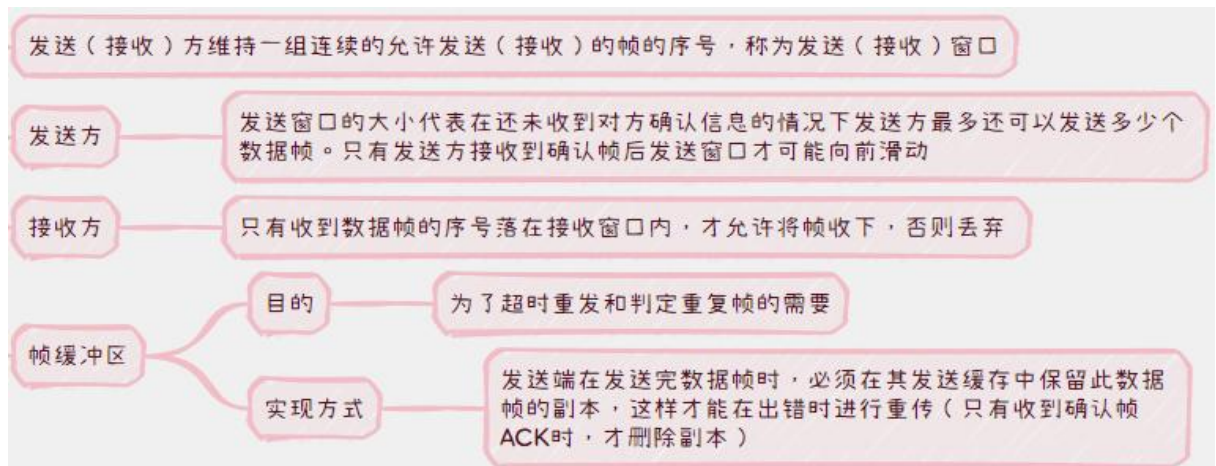 发送（接收）方维持一组连续的允许发送（接收）的帧的序号，称为发送（接收）窗口
发送方
发送窗口的大小代表在还未收到对方确认信息的情况下发送方最多还可以发送多少个
数据帧。只有发送方接收到确认帧后发送窗口才可能向前滑动
接收方
只有收到数据帧的序号落在接收窗口内，才允许将帧收下，否则丢弃
目的
为了超时重发和判定重复帧的需要
帧缓冲区
实现方式
发送端在发送完数据帧时，必须在其发送缓存中保留此数据
帧的副本，这样才能在出错时进行重传（只有收到确认帧
ACK时，才删除副本）